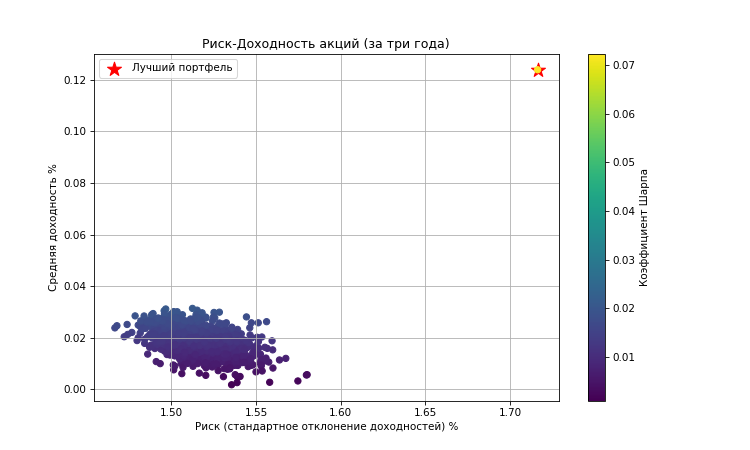 Риск-Доходность акций (за три года)
Лучший портфель
Средняя доходность %
0.12
0.10
0.08
0.06
0.04
0.02
0.00
1.50 1.55 1.60 1.65 1.70
Риск (стандартное отклонение доходностей) %
0.07
0.06
0.05
0.04
0.03
0.02
0.01
Коэффициент Шарпа